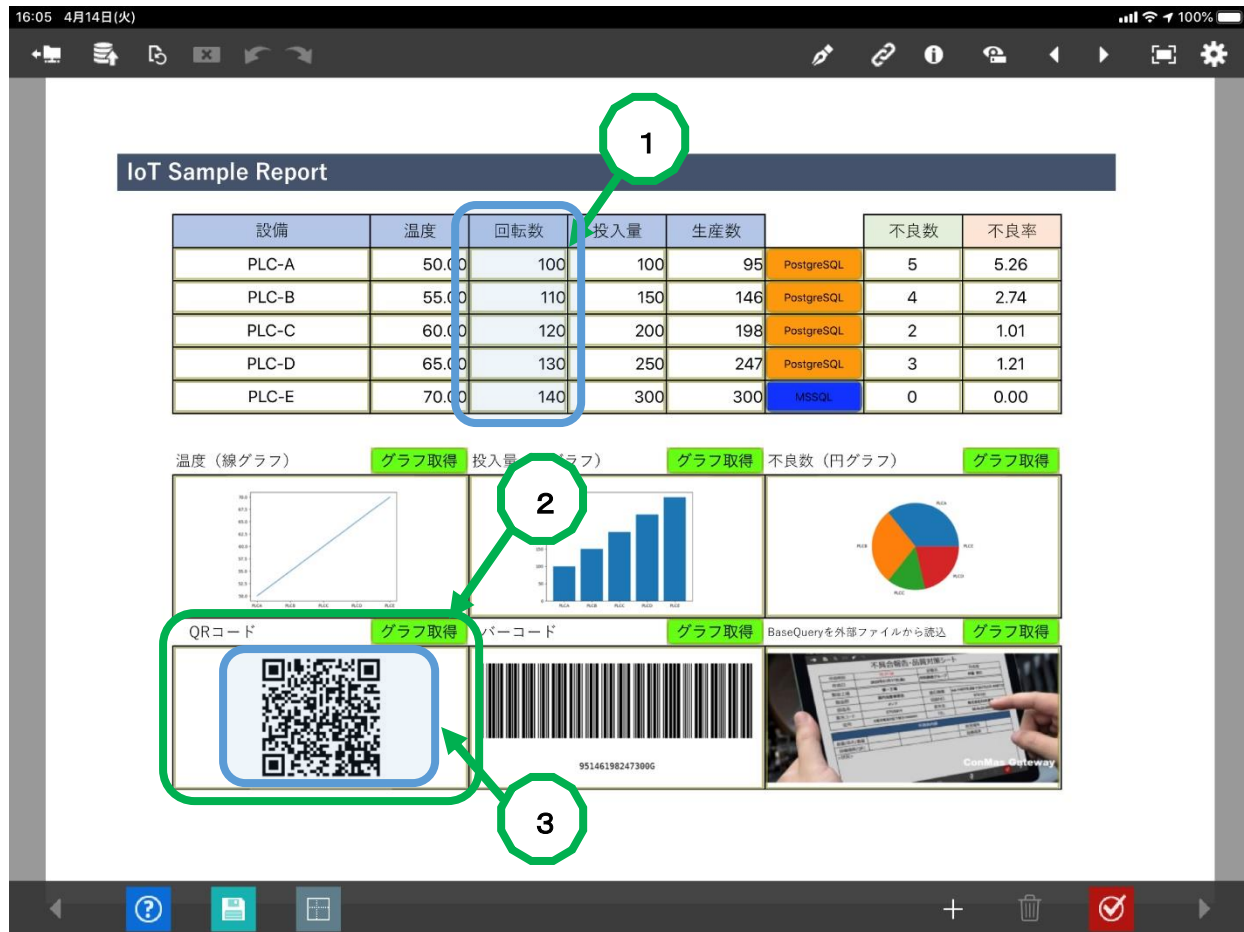 16:05 4月14日(火)
100%
1
IoT Sample Report
設備 温度 回転数 投入量 生産数 不良数 不良率
PLC-A 50.00 100 100 95 PostgreSQL 5 5.26
PLC-B 55.00 110 150 146 PostgreSQL 4 2.74
PLC-C 60.00 120 200 198 PostgreSQL 2 1.01
PLC-D 65.00 130 250 247 PostgreSQL 3 1.21
PLC-E 70.00 140 300 300 MSSQL 0 0.00
温度（線グラフ） グラフ取得 投入量 グラフ） グラフ取得 不良数（円グラフ） グラフ取得
2
QRコード グラフ取得 バーコード グラフ取得 BaseQueryを外部ファイルから読込 グラフ取得
不具合報告・品質対策シート
951461982473006
ConMas Gateway
3